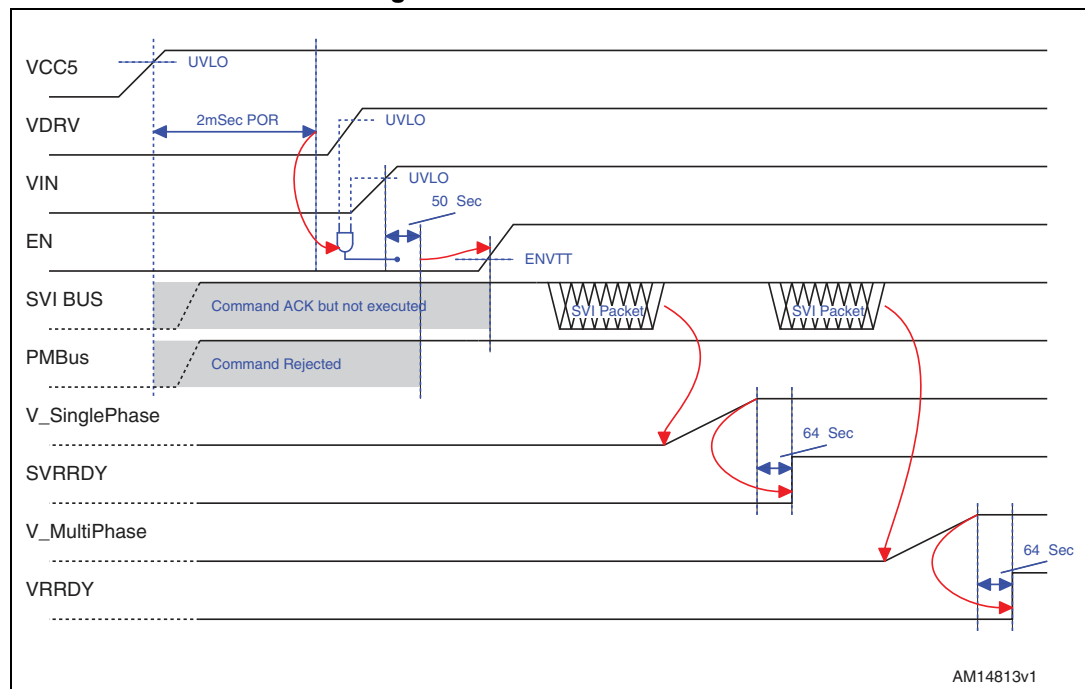 VCC5
UVLO
2mSec POR
VDRV
UVLO
VIN
UVLO
50 Sec
EN
ENVTT
SVI BUS
Command ACK but not executed
SVI Packet
SVI Packet
PMBus
Command Rejected
V_SinglePhase
64 Sec
SVRRDY
V_MultiPhase
64 Sec
VRRDY
AM14813v1